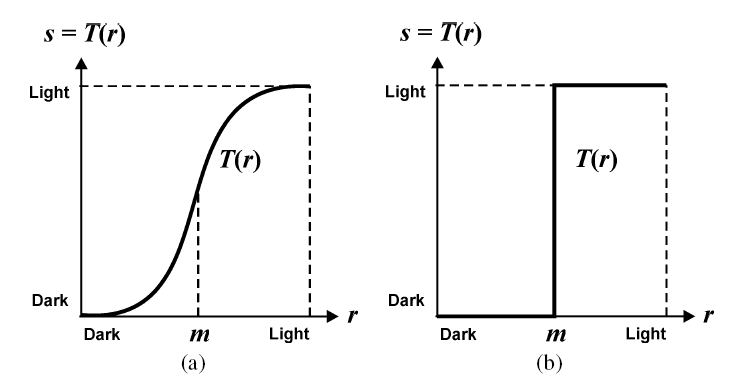 s = T(r)
Light
T(r)
Dark
Dark m Light r
(a)
s = T(r)
Light
T(r)
Dark
Dark m Light r
(b)